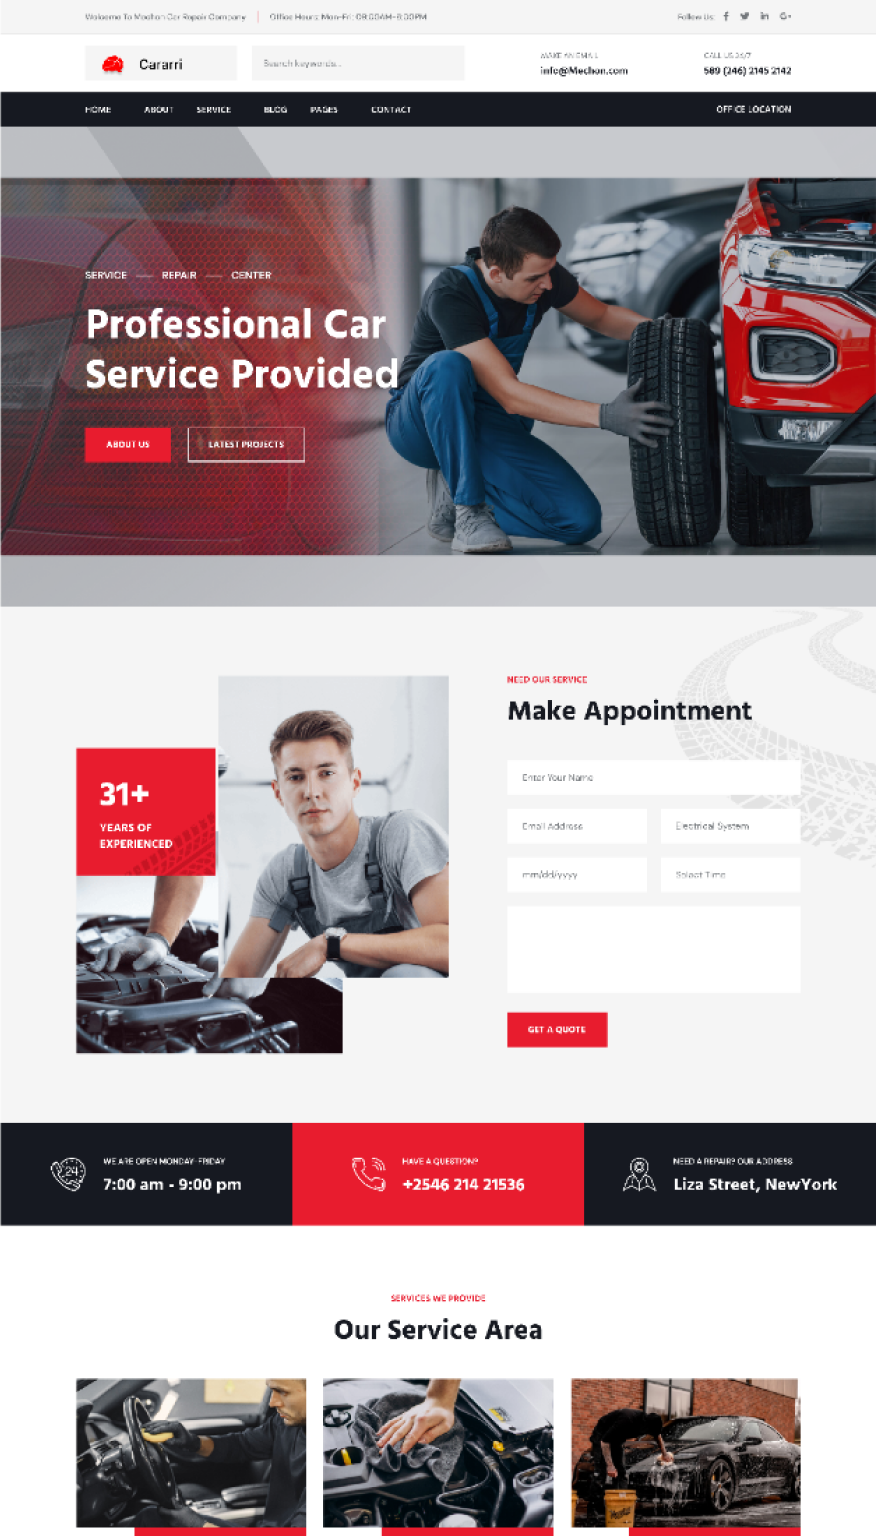 Welcome To Mechon Car Repair Company
Office Hours: Mon-Fri: 09:00AM-6:00PM
Follow Us:
Cararri
Search keywords...
MAKE AN EMAIL
info@Mechon.com
CALL US 24/7
589 (246) 2145 2142
HOME ABOUT SERVICE BLOG PAGES CONTACT
OFFICE LOCATION
SERVICE REPAIR CENTER
Professional Car
Service Provided
ABOUT US
LATEST PROJECTS
31+
YEARS OF
EXPERIENCED
NEED OUR SERVICE
Make Appointment
Enter Your Name
Email Address
Electrical System
mm/dd/yyyy
Select Time
GET A QUOTE
24
WE ARE OPEN MONDAY-FRIDAY
7:00 am - 9:00 pm
HAVE A QUESTION?
+2546 214 21536
NEED A REPAIR? OUR ADDRESS
Liza Street, NewYork
SERVICES WE PROVIDE
Our Service Area